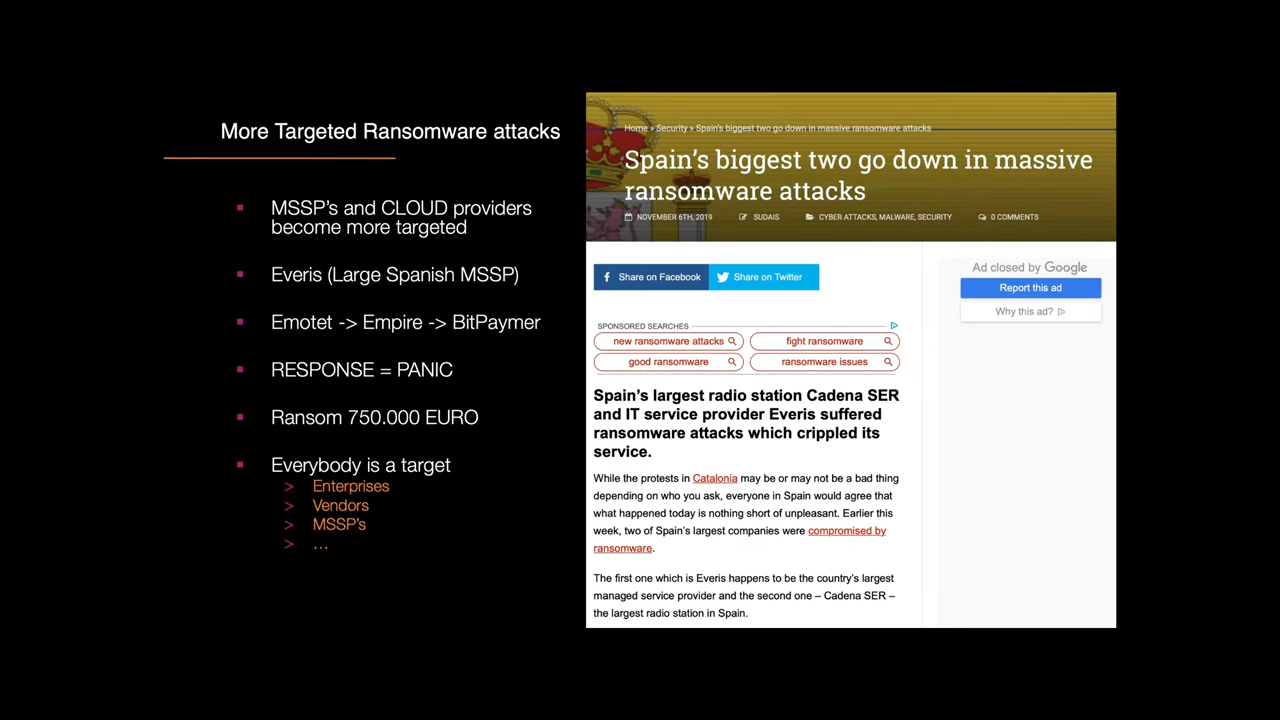 More Targeted Ransomware attacks
MSSP's and CLOUD providers
become more targeted
Everis (Large Spanish MSSP)
Emotet -> Empire -> BitPaymer
RESPONSE = PANIC
Ransom 750.000 EURO
Everybody is a target
> Enterprises
> Vendors
> MSSP's
> …
Home » Security » Spain's biggest two go down in massive ransomware attacks
Spain's biggest two go down in massive
ransomware attacks
NOVEMBER 6TH, 2019 SUDAIS CYBER ATTACKS, MALWARE, SECURITY 0 COMMENTS
Share on Facebook Share on Twitter
Ad closed by Google
Report this ad
Why this ad?
SPONSORED SEARCHES
new ransomware attacks fight ransomware
good ransomware ransomware issues
Spain's largest radio station Cadena SER
and IT service provider Everis suffered
ransomware attacks which crippled its
service.
While the protests in Catalonia may be or may not be a bad thing
depending on who you ask, everyone in Spain would agree that
what happened today is nothing short of unpleasant. Earlier this
week, two of Spain's largest companies were compromised by
ransomware.
The first one which is Everis happens to be the country's largest
managed service provider and the second one – Cadena SER –
the largest radio station in Spain.